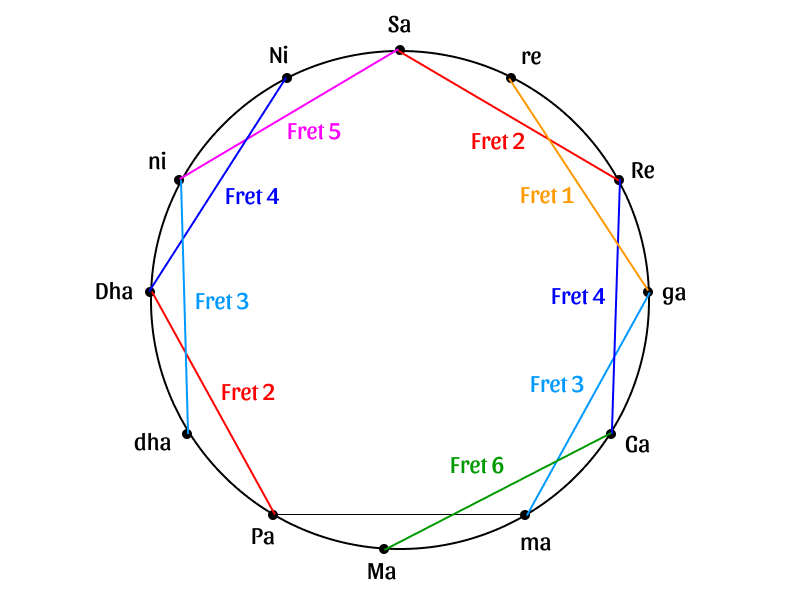 Sa
Ni
re
Fret 5
Fret 2
ni
Re
Fret 4
Fret 1
Dha
Fret 3
Fret 4
ga
Fret 2
Fret 3
dha
Fret 6
Ga
Pa
ma
Ma